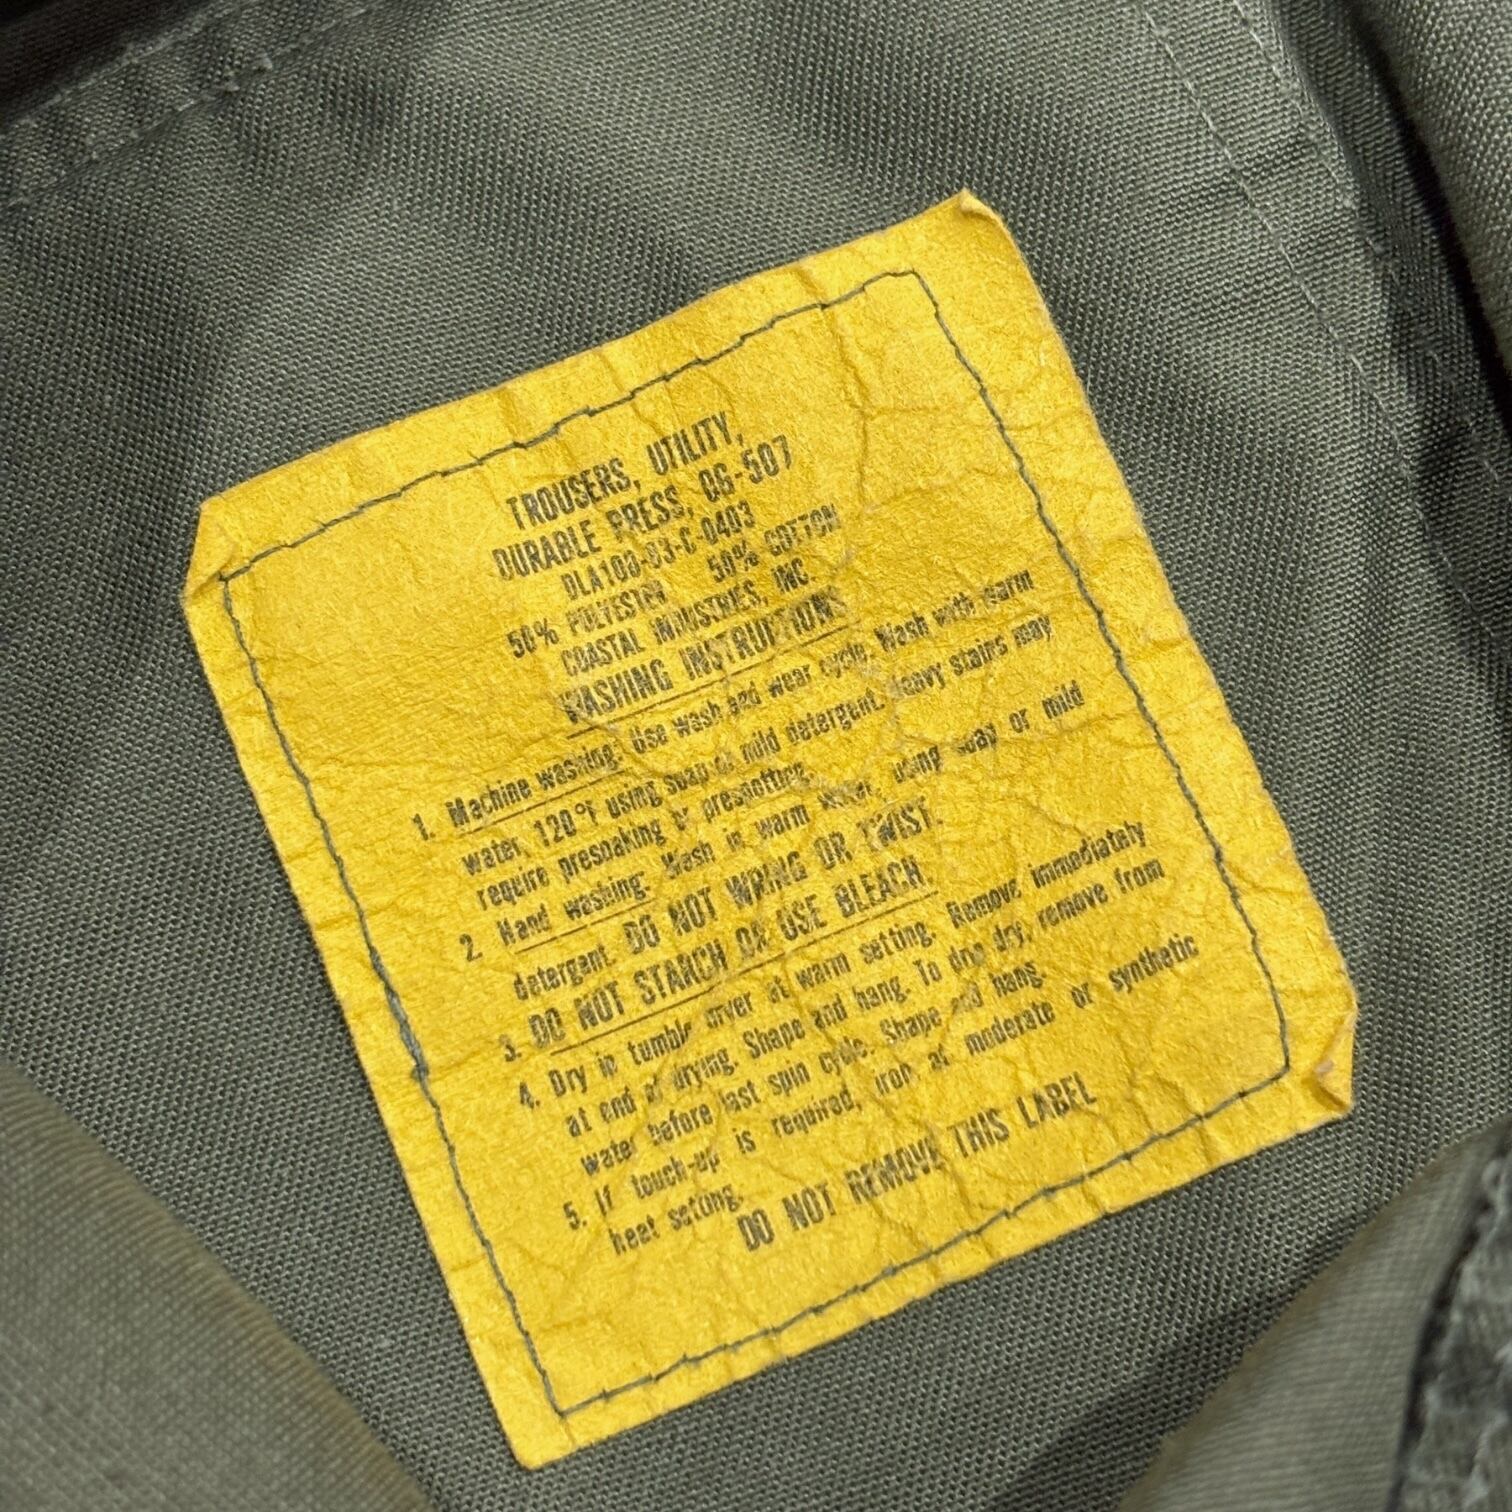 TROUSERS, UTILITY,
DURABLE PRESS, OG-507
DLA100-83-C-0403
50% POLYESTER 50% COTTON
COASTAL INDUSTRIES, INC.
WASHING INSTRUCTIONS
1. Machine washing: Use wash and wear cycle. Wash with warm
water, 120°F using soap or mild detergent. Heavy stains may
require presoaking or prespotting.
2. Hand washing: Wash in warm water, using soap or mild
detergent. DO NOT WRING OR TWIST.
3. DO NOT STARCH OR USE BLEACH.
4. Dry in tumble dryer at warm setting. Remove immediately
at end of drying. Shape and hang. To drip dry, remove from
water before last spin cycle. Shape and hang.
5. If touch-up is required, iron at moderate or synthetic
heat setting.
DO NOT REMOVE THIS LABEL